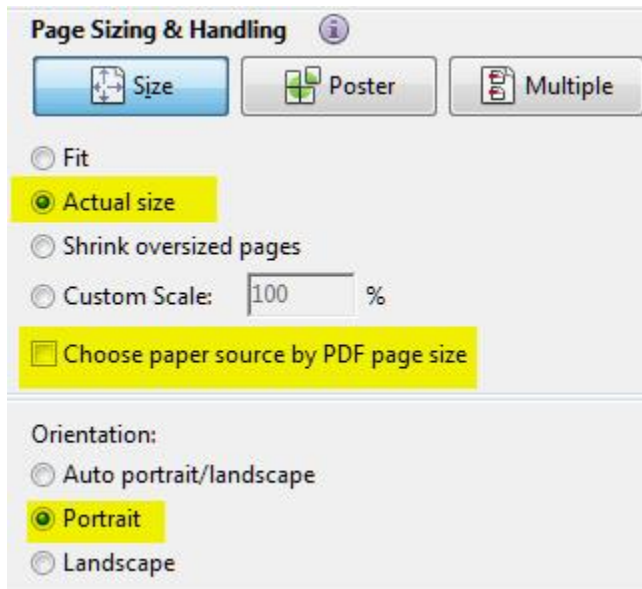 Page Sizing & Handling
Size Poster Multiple
Fit
Actual size
Shrink oversized pages
Custom Scale: 100 %
Choose paper source by PDF page size
Orientation:
Auto portrait/landscape
Portrait
Landscape